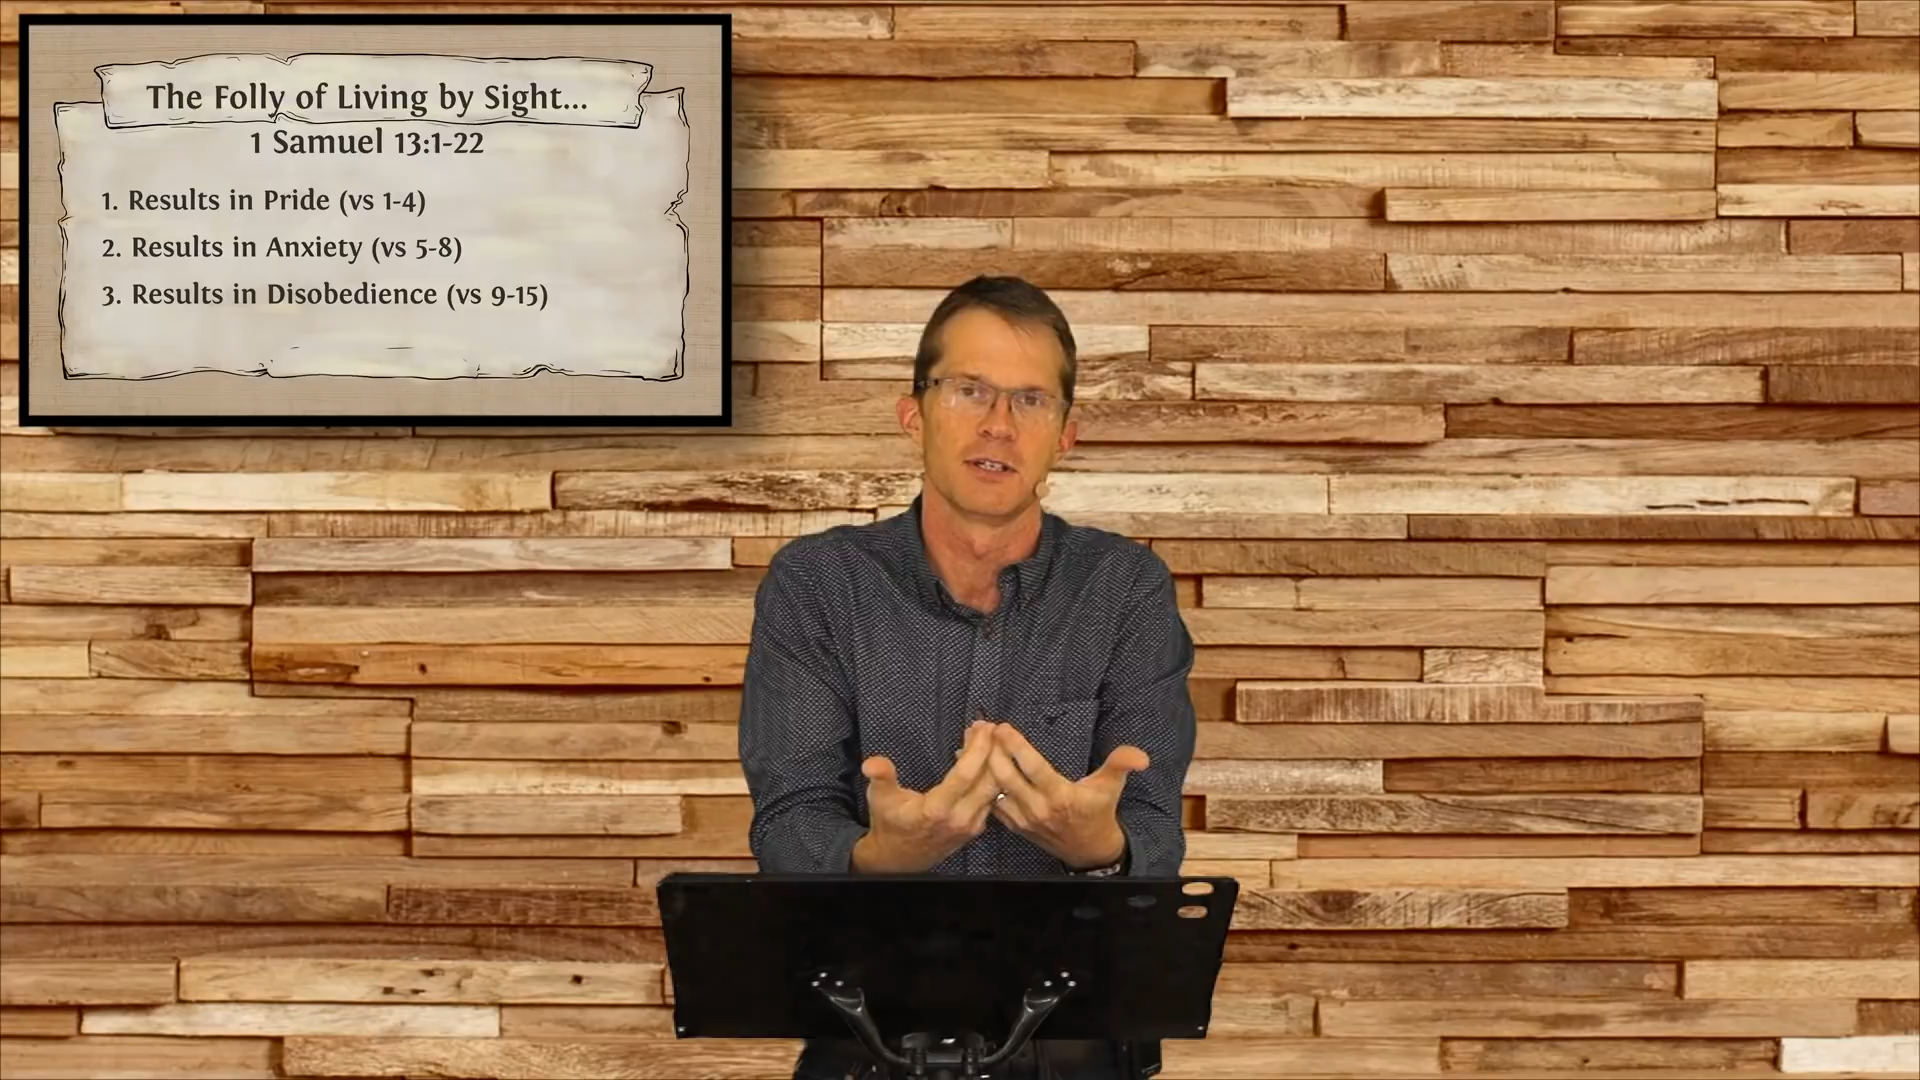 The Folly of Living by Sight...
1 Samuel 13:1-22
1. Results in Pride (vs 1-4)
2. Results in Anxiety (vs 5-8)
3. Results in Disobedience (vs 9-15)